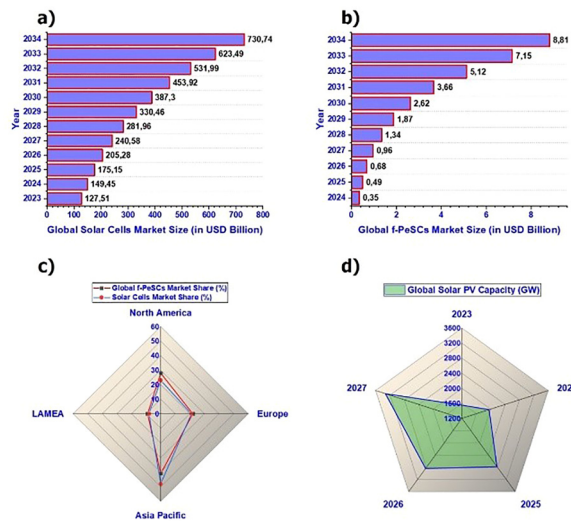 a)
2034 730,74
2033 623,49
2032 531,99
2031 453,92
2030 387,3
2029 330,46
2028 281,96
2027 240,58
2026 205,28
2025 175,15
2024 149,45
2023 127,51
Year
0 100 200 300 400 500 600 700 800
Global Solar Cells Market Size (in USD Billion)
b)
2034 8,81
2033 7,15
2032 5,12
2031 3,66
2030 2,62
2029 1,87
2028 1,34
2027 0,96
2026 0,68
2025 0,49
2024 0,35
Year
0 2 4 6 8
Global f-PeSCs Market Size (in USD Billion)
c)
Global f-PeSCs Market Share (%)
Solar Cells Market Share (%)
North America
60
50
40
30
20
10
0
LAMEA
Europe
Asia Pacific
d)
Global Solar PV Capacity (GW)
2023
3600
3200
2800
2400
2000
1600
1200
2027
202
2026
2025